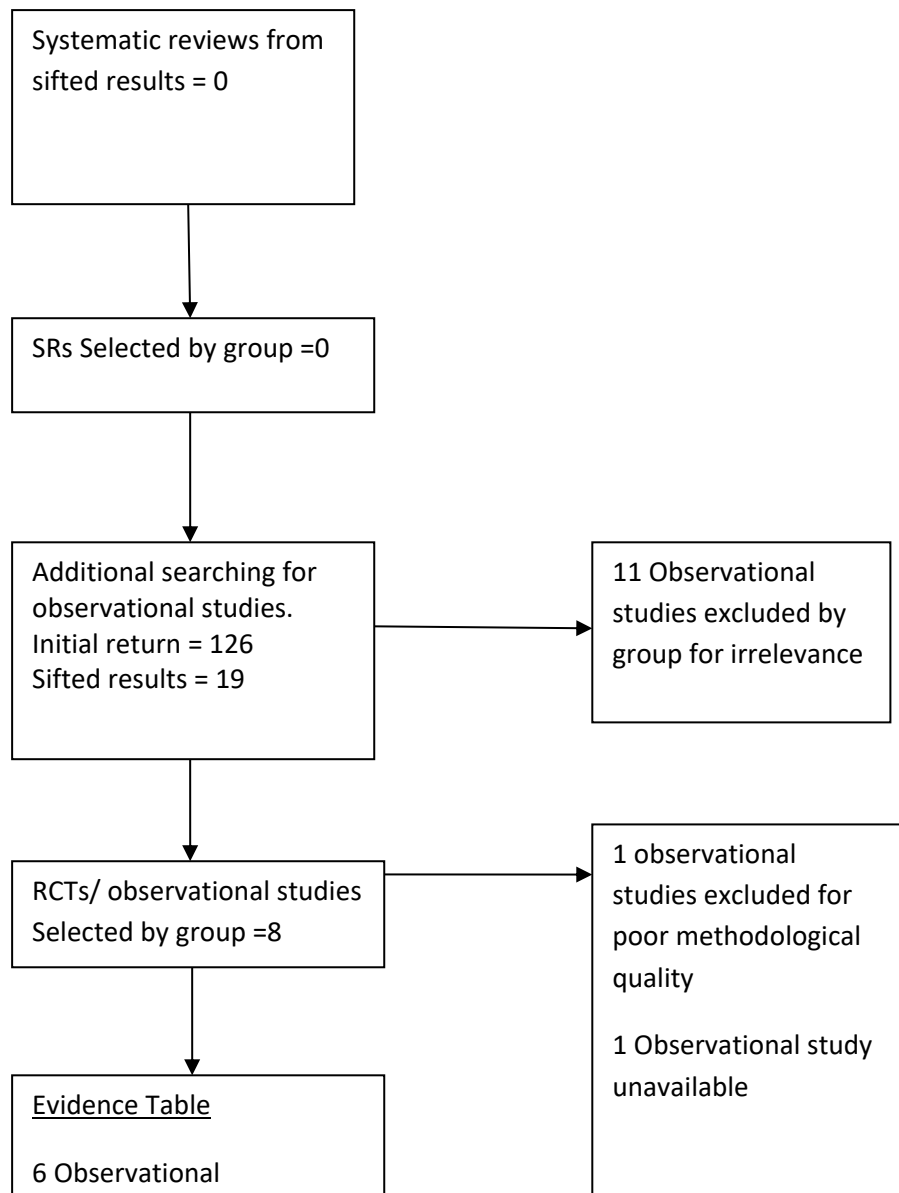 Systematic reviews from
sifted results = 0
SRs Selected by group =0
Additional searching for
observational studies.
Initial return = 126
Sifted results = 19
11 Observational
studies excluded by
group for irrelevance
RCTs/ observational studies
Selected by group =8
1 observational
studies excluded for
poor methodological
quality
1 Observational study
unavailable
Evidence Table
6 Observational